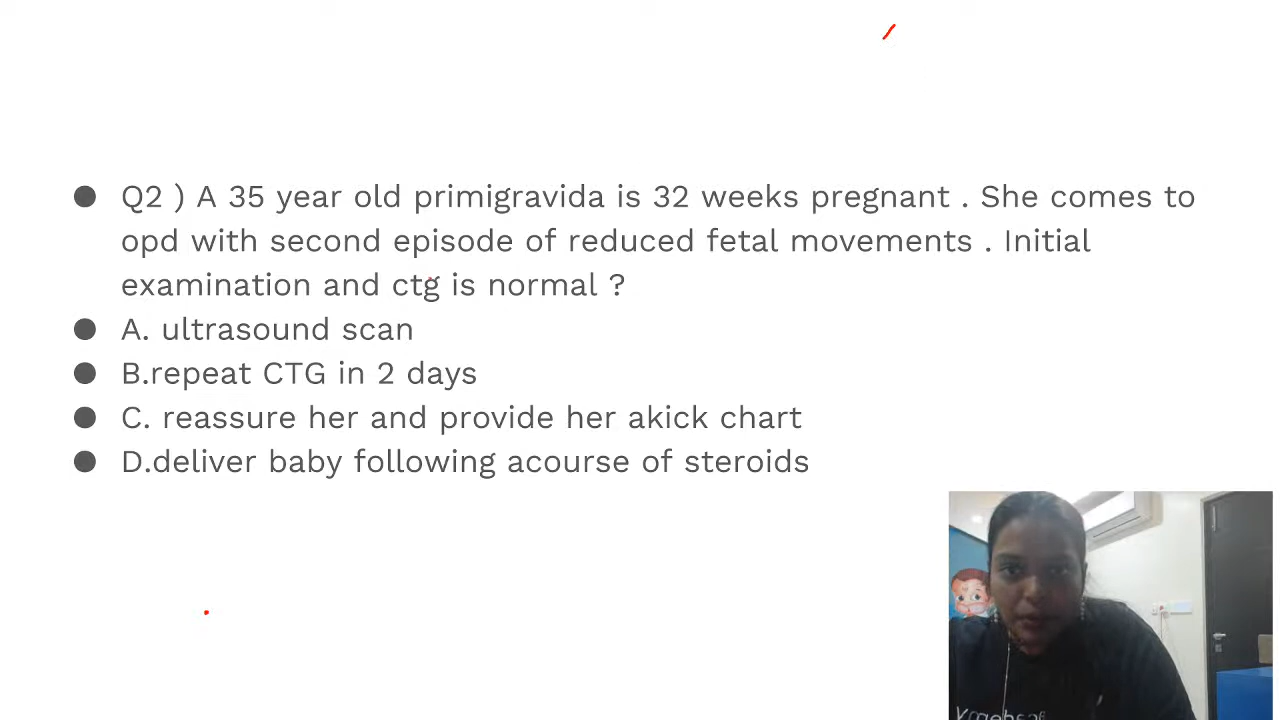 Q2 ) A 35 year old primigravida is 32 weeks pregnant . She comes to
opd with second episode of reduced fetal movements . Initial
examination and ctg is normal ?
A. ultrasound scan
B.repeat CTG in 2 days
C. reassure her and provide her akick chart
D.deliver baby following acourse of steroids